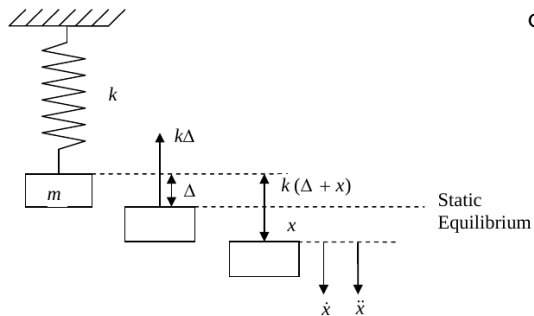 c
k
kΔ
m
Δ
k (Δ + x)
x
Static
Equilibrium
ẋ
ẍ